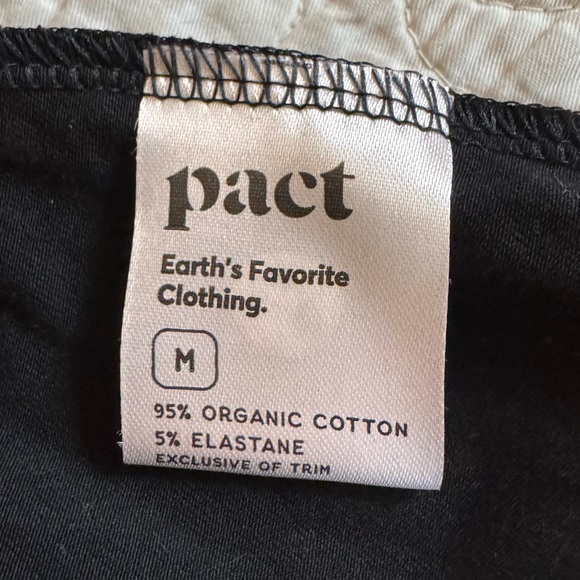 pact
Earth's Favorite
Clothing.
M
95% ORGANIC COTTON
5% ELASTANE
EXCLUSIVE OF TRIM